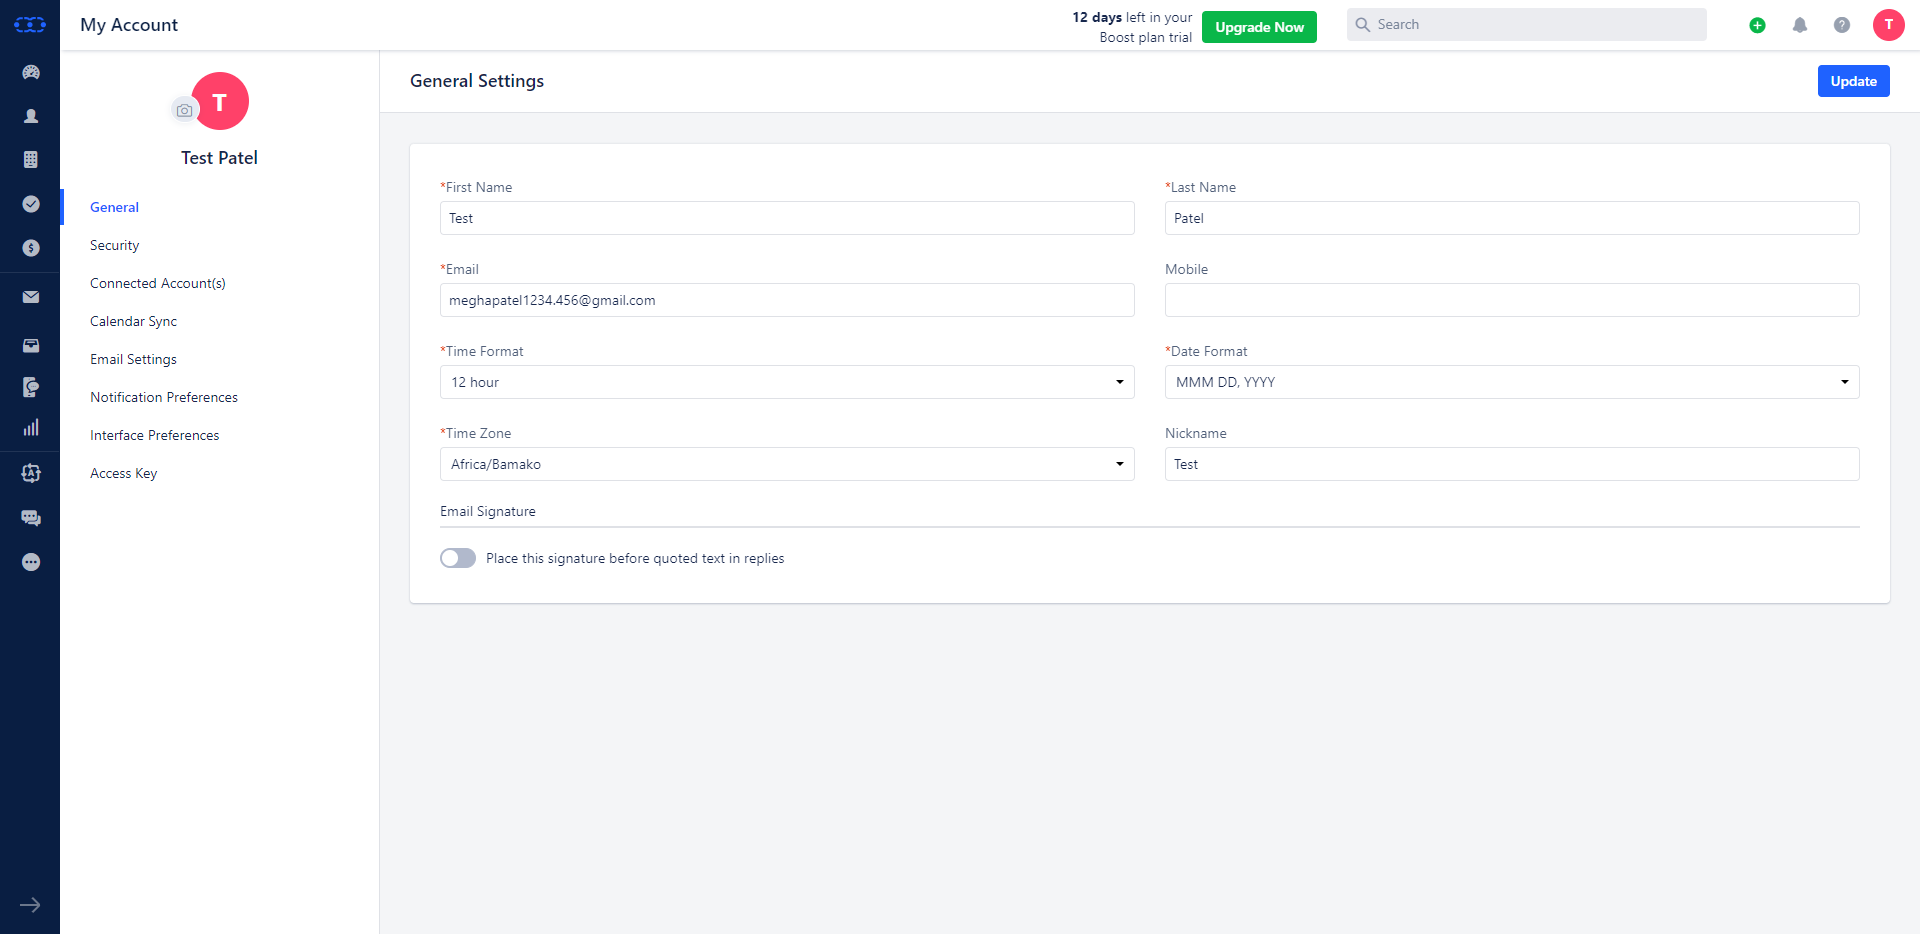 My Account
12 days left in your
Boost plan trial
Upgrade Now
Search
T
T
Test Patel
General
Security
Connected Account(s)
Calendar Sync
Email Settings
Notification Preferences
Interface Preferences
Access Key
General Settings
Update
*First Name
Test
*Last Name
Patel
*Email
meghapatel1234.456@gmail.com
Mobile
*Time Format
12 hour
*Date Format
MMM DD, YYYY
*Time Zone
Africa/Bamako
Nickname
Test
Email Signature
Place this signature before quoted text in replies